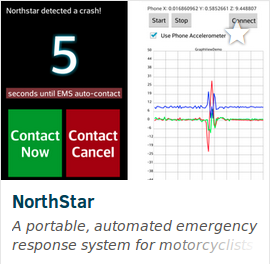 Northstar detected a crash!
5
seconds until EMS auto-contact
Contact Now
Contact Cancel
Phone X: 0.016860962 Y: 0.5852661 Z: 9.448807
Start Stop Connect
Use Phone Accelerometer
GraphViewDemo
NorthStar
A portable, automated emergency
response system for motorcyclists